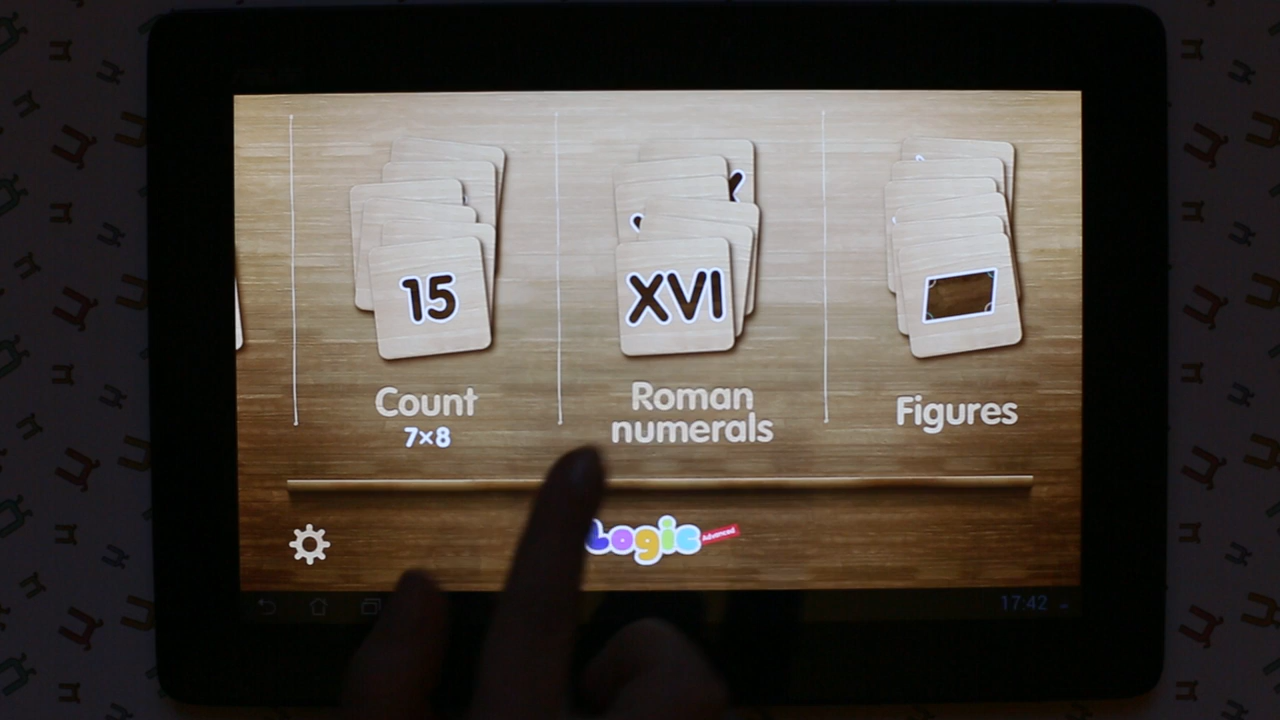 15
XVI
Count
7×8
Roman
numerals
Figures
Logic
Advanced
17:42